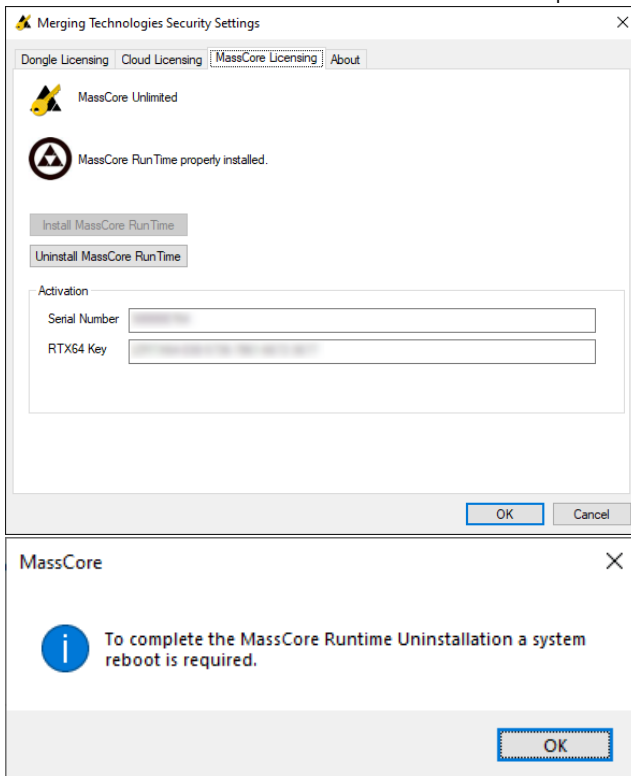 Merging Technologies Security Settings
Dongle Licensing Cloud Licensing MassCore Licensing About
MassCore Unlimited
MassCore RunTime properly installed.
Install MassCore RunTime
Uninstall MassCore RunTime
Activation
Serial Number
RTX64 Key
OK Cancel
MassCore
To complete the MassCore Runtime Uninstallation a system
reboot is required.
OK